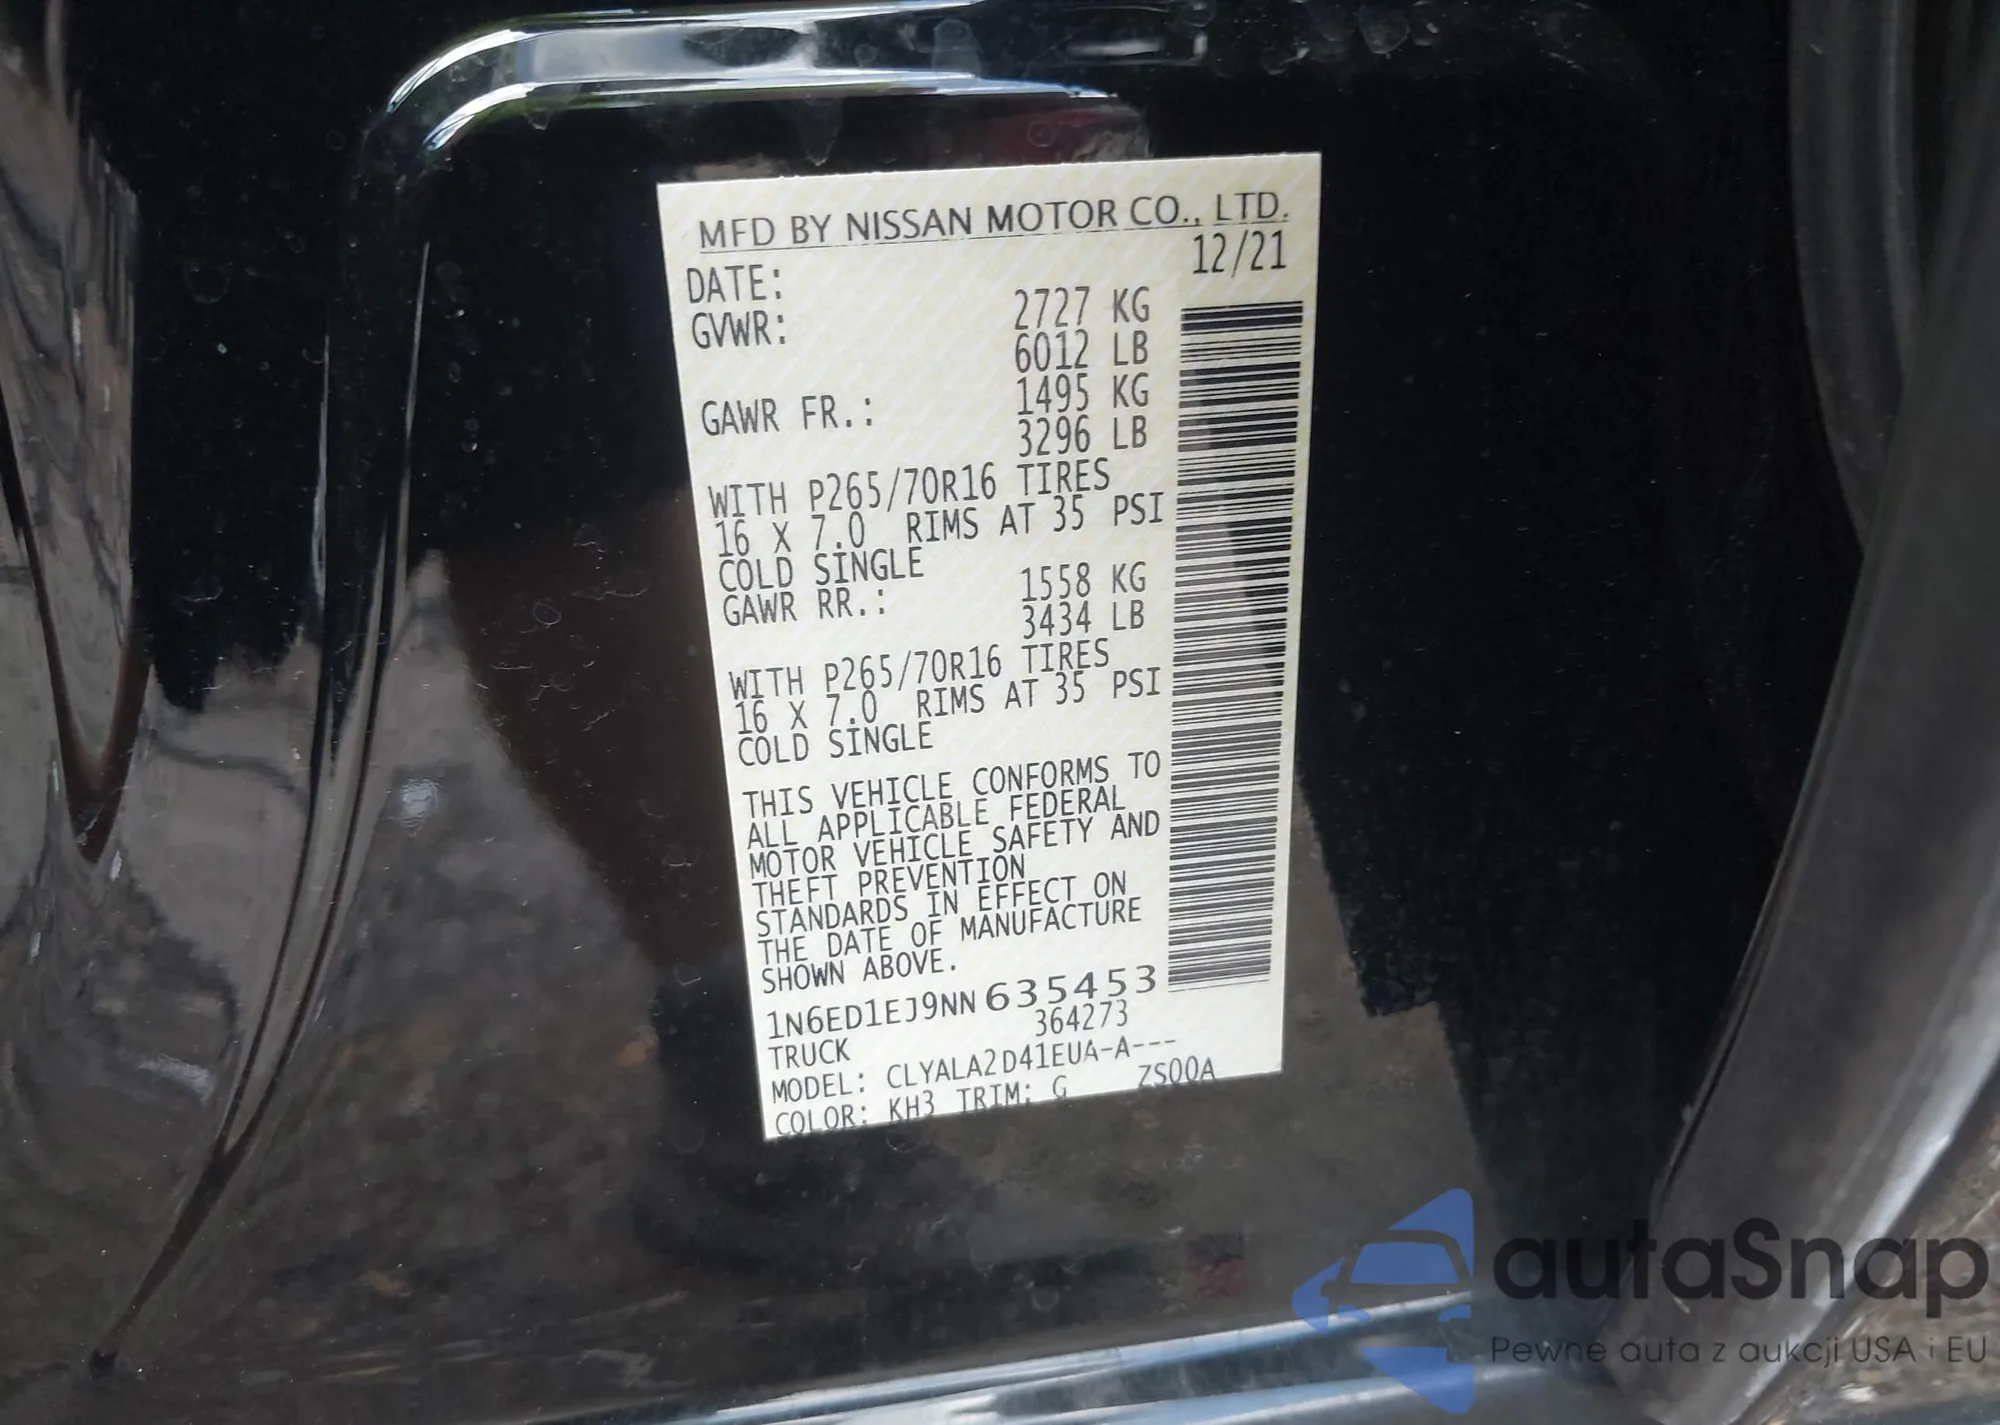 MFD BY NISSAN MOTOR CO., LTD.
DATE: 12/21
GVWR: 2727 KG
6012 LB
GAWR FR.: 1495 KG
3296 LB
WITH P265/70R16 TIRES
16 X 7.0 RIMS AT 35 PSI
COLD SINGLE
GAWR RR.: 1558 KG
3434 LB
WITH P265/70R16 TIRES
16 X 7.0 RIMS AT 35 PSI
COLD SINGLE
THIS VEHICLE CONFORMS TO
ALL APPLICABLE FEDERAL
MOTOR VEHICLE SAFETY AND
THEFT PREVENTION
STANDARDS IN EFFECT ON
THE DATE OF MANUFACTURE
SHOWN ABOVE.
1N6ED1EJ9NN635453
TRUCK 364273
MODEL: CLYALA2D41EUA-A---
COLOR: KH3 TRIM: G ZS00A
autaSnap
Pewne auta z aukcji USA i EU